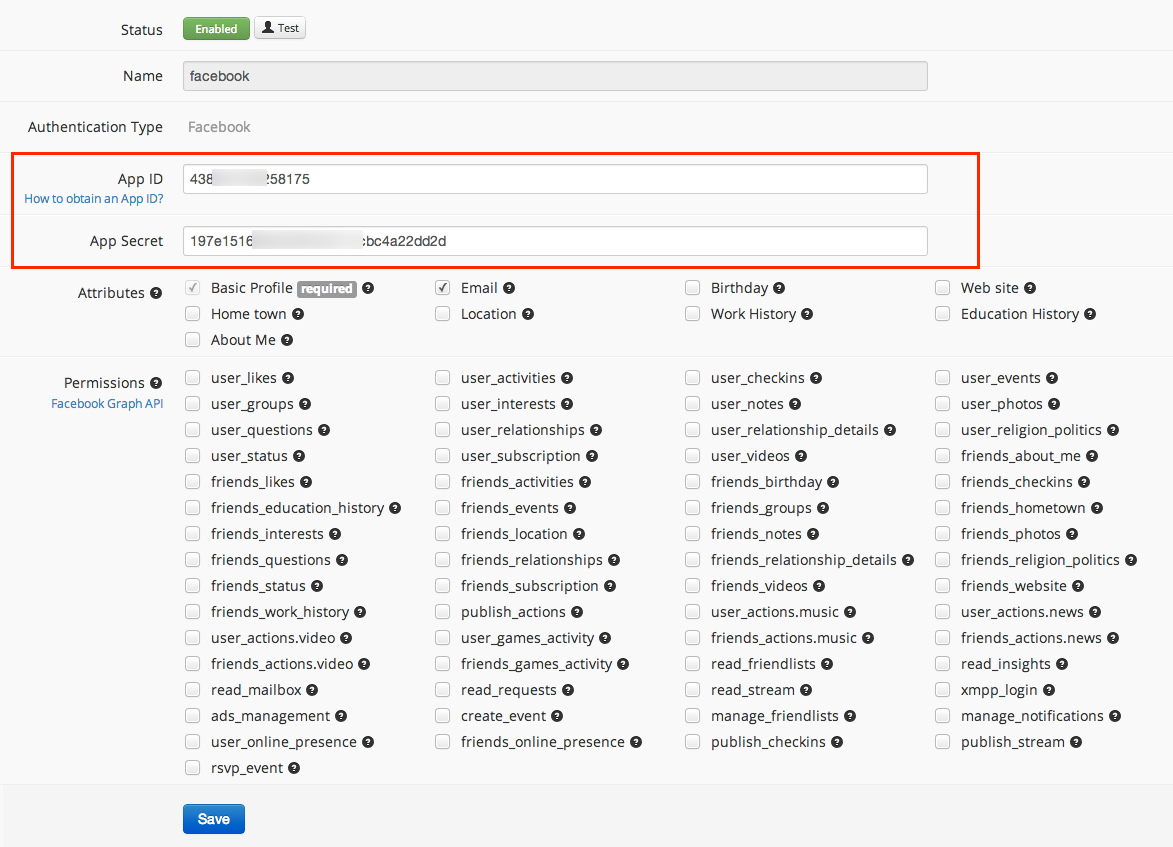 Status Enabled Test
Name facebook
Authentication Type Facebook
App ID 438 258175
How to obtain an App ID?
App Secret 197e1516 cbc4a22dd2d
Attributes ? Basic Profile required ? Email ? Birthday ? Web site ?
Home town ? Location ? Work History ? Education History ?
About Me ?
Permissions ? user_likes ? user_activities ? user_checkins ? user_events ?
Facebook Graph API user_groups ? user_interests ? user_notes ? user_photos ?
user_questions ? user_relationships ? user_relationship_details ? user_religion_politics ?
user_status ? user_subscription ? user_videos ? friends_about_me ?
friends_likes ? friends_activities ? friends_birthday ? friends_checkins ?
friends_education_history ? friends_events ? friends_groups ? friends_hometown ?
friends_interests ? friends_location ? friends_notes ? friends_photos ?
friends_questions ? friends_relationships ? friends_relationship_details ? friends_religion_politics ?
friends_status ? friends_subscription ? friends_videos ? friends_website ?
friends_work_history ? publish_actions ? user_actions.music ? user_actions.news ?
user_actions.video ? user_games_activity ? friends_actions.music ? friends_actions.news ?
friends_actions.video ? friends_games_activity ? read_friendlists ? read_insights ?
read_mailbox ? read_requests ? read_stream ? xmpp_login ?
ads_management ? create_event ? manage_friendlists ? manage_notifications ?
user_online_presence ? friends_online_presence ? publish_checkins ? publish_stream ?
rsvp_event ?
Save